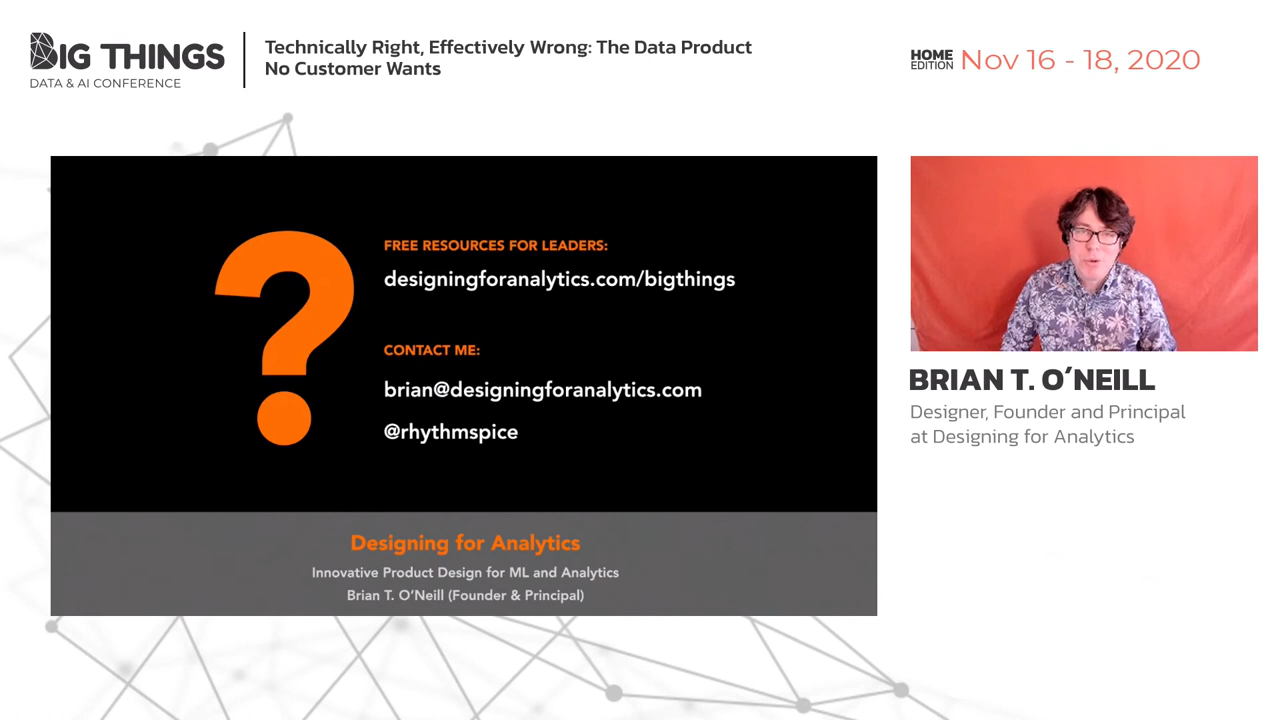 BIG THINGS
DATA & AI CONFERENCE
Technically Right, Effectively Wrong: The Data Product
No Customer Wants
HOME
EDITION
Nov 16 - 18, 2020
?
FREE RESOURCES FOR LEADERS:
designingforanalytics.com/bigthings
CONTACT ME:
brian@designingforanalytics.com
@rhythmspice
Designing for Analytics
Innovative Product Design for ML and Analytics
Brian T. O’Neill (Founder & Principal)
BRIAN T. O´NEILL
Designer, Founder and Principal
at Designing for Analytics